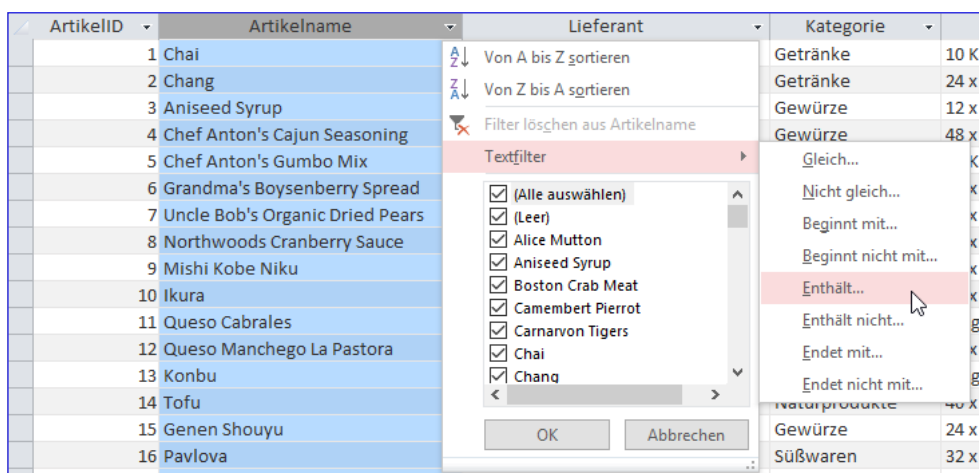 ArtikelID Artikelname Lieferant Kategorie
1 Chai Getränke 10 K
2 Chang Getränke 24 x
3 Aniseed Syrup Gewürze 12 x
4 Chef Anton's Cajun Seasoning Gewürze 48 x
5 Chef Anton's Gumbo Mix
6 Grandma's Boysenberry Spread
7 Uncle Bob's Organic Dried Pears
8 Northwoods Cranberry Sauce
9 Mishi Kobe Niku
10 Ikura
11 Queso Cabrales
12 Queso Manchego La Pastora
13 Konbu
14 Tofu Naturprodukte 40 x
15 Genen Shouyu Gewürze 24 x
16 Pavlova Süßwaren 32 x
Von A bis Z sortieren
Von Z bis A sortieren
Filter löschen aus Artikelname
Textfilter
(Alle auswählen)
(Leer)
Alice Mutton
Aniseed Syrup
Boston Crab Meat
Camembert Pierrot
Carnarvon Tigers
Chai
Chang
OK Abbrechen
Gleich...
Nicht gleich...
Beginnt mit...
Beginnt nicht mit...
Enthält...
Enthält nicht...
Endet mit...
Endet nicht mit...